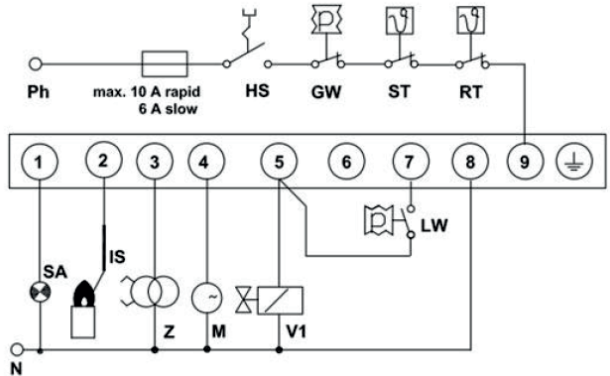 Ph
max. 10 A rapid
6 A slow
HS
GW
ST
RT
1 2 3 4 5 6 7 8 9
LW
IS
SA
Z M V1
N